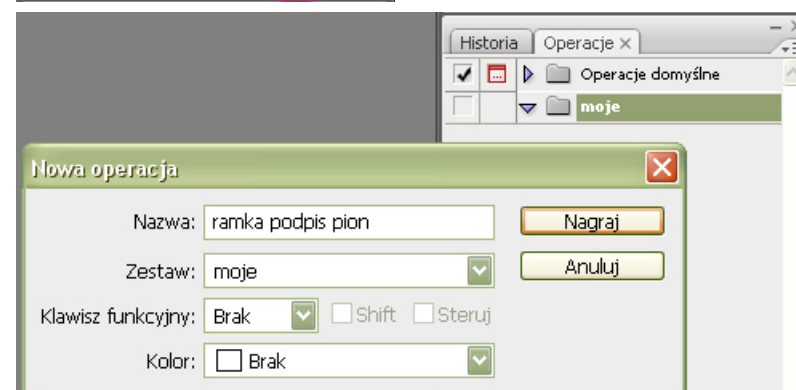 Historia Operacje ×
Operacje domyślne
moje
Nowa operacja
Nazwa: ramka podpis pion Nagraj
Zestaw: moje Anuluj
Klawisz funkcyjny: Brak Shift Steruj
Kolor: Brak